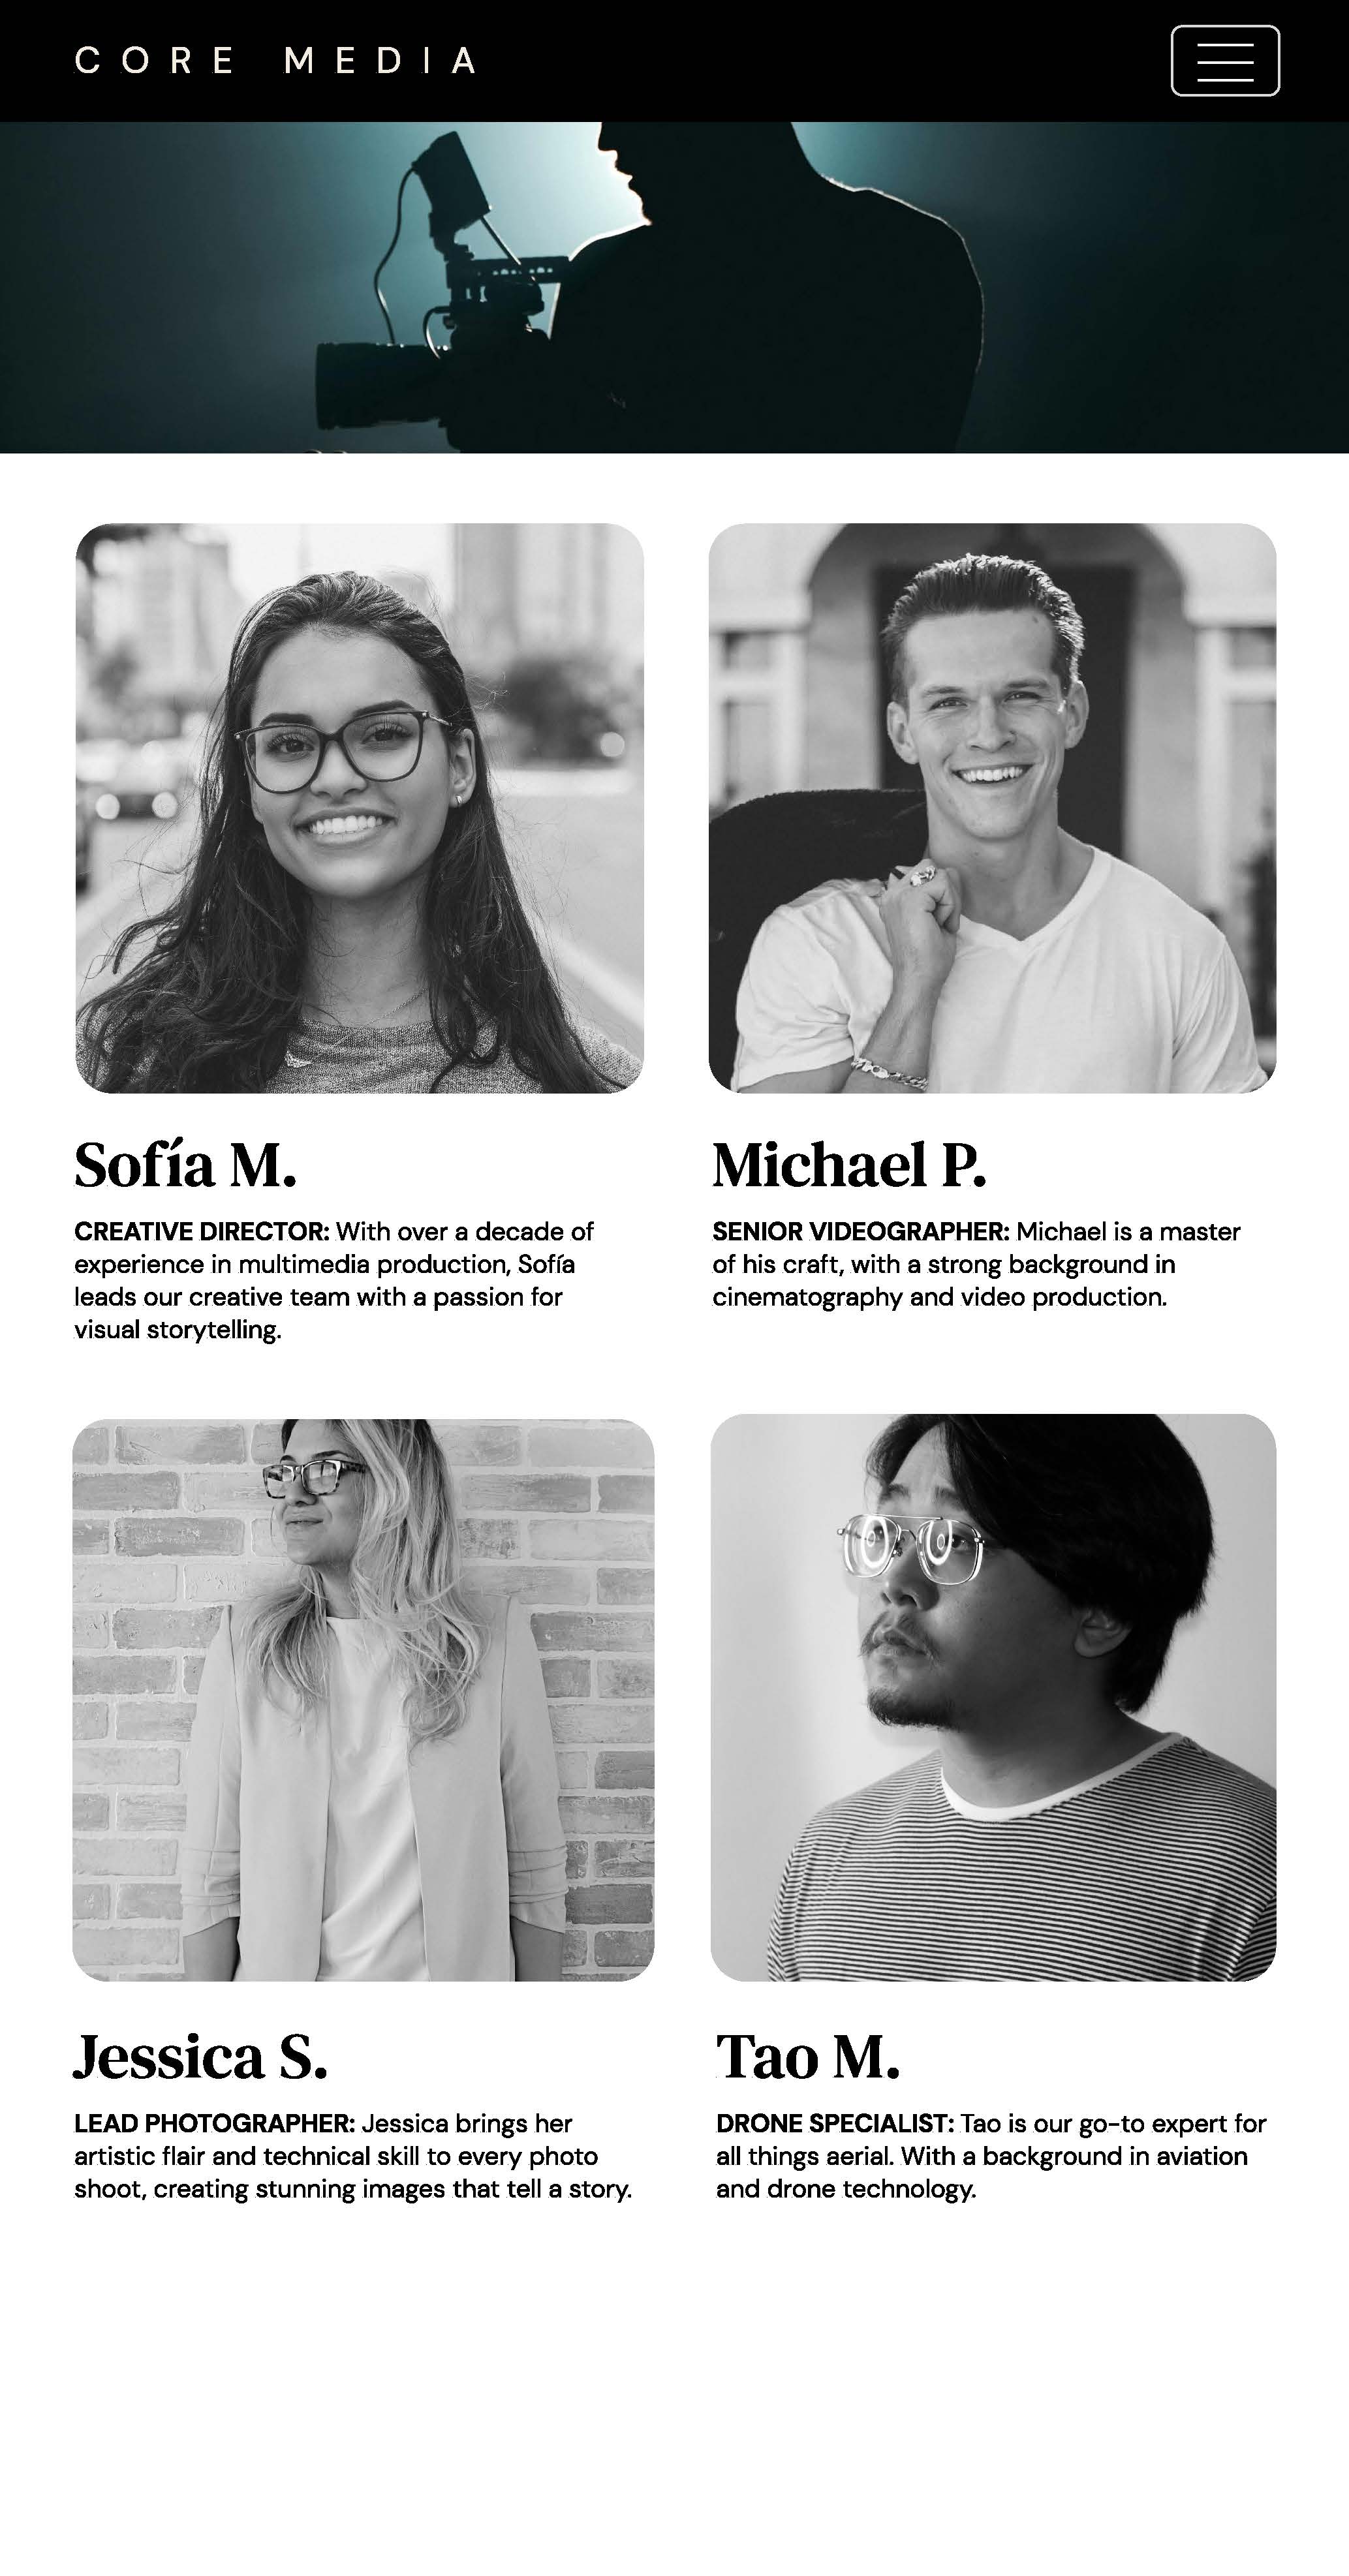 CORE MEDIA
Sofía M.
CREATIVE DIRECTOR: With over a decade of
experience in multimedia production, Sofía
leads our creative team with a passion for
visual storytelling.
Michael P.
SENIOR VIDEOGRAPHER: Michael is a master
of his craft, with a strong background in
cinematography and video production.
Jessica S.
LEAD PHOTOGRAPHER: Jessica brings her
artistic flair and technical skill to every photo
shoot, creating stunning images that tell a story.
Tao M.
DRONE SPECIALIST: Tao is our go-to expert for
all things aerial. With a background in aviation
and drone technology.